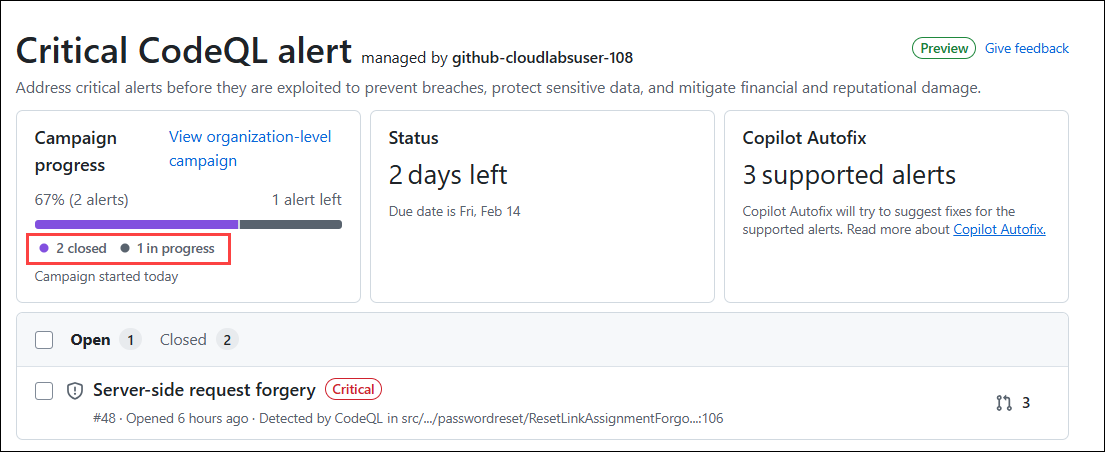 Critical CodeQL alert managed by github-cloudlabsuser-108
Preview Give feedback
Address critical alerts before they are exploited to prevent breaches, protect sensitive data, and mitigate financial and reputational damage.
Campaign
progress
View organization-level
campaign
67% (2 alerts) 1 alert left
2 closed 1 in progress
Campaign started today
Status
2 days left
Due date is Fri, Feb 14
Copilot Autofix
3 supported alerts
Copilot Autofix will try to suggest fixes for the
supported alerts. Read more about Copilot Autofix.
Open 1 Closed 2
Server-side request forgery Critical
#48 · Opened 6 hours ago · Detected by CodeQL in src/.../passwordreset/ResetLinkAssignmentForgo...:106
3